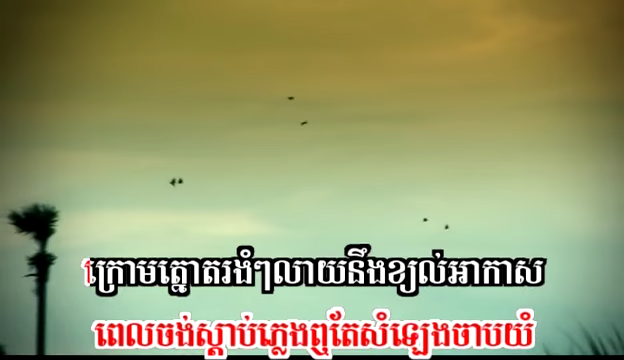 ក្រោមត្នោតរងំៗលាយនឹងខ្យល់អាកាស
ពេលចង់ស្តាប់ភ្លេងឮតែសំឡេងចាបយំ